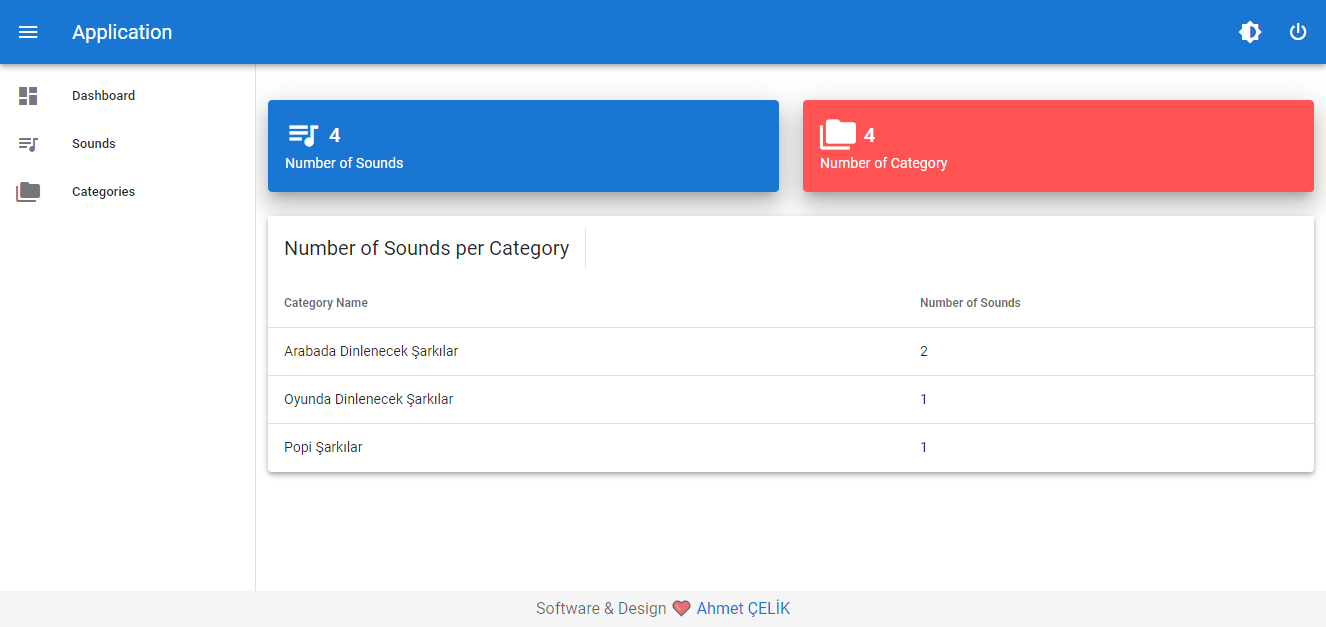 Application
Dashboard
Sounds
Categories
4
Number of Sounds
4
Number of Category
Number of Sounds per Category
Category Name Number of Sounds
Arabada Dinlenecek Şarkılar 2
Oyunda Dinlenecek Şarkılar 1
Popi Şarkılar 1
Software & Design Ahmet ÇELİK